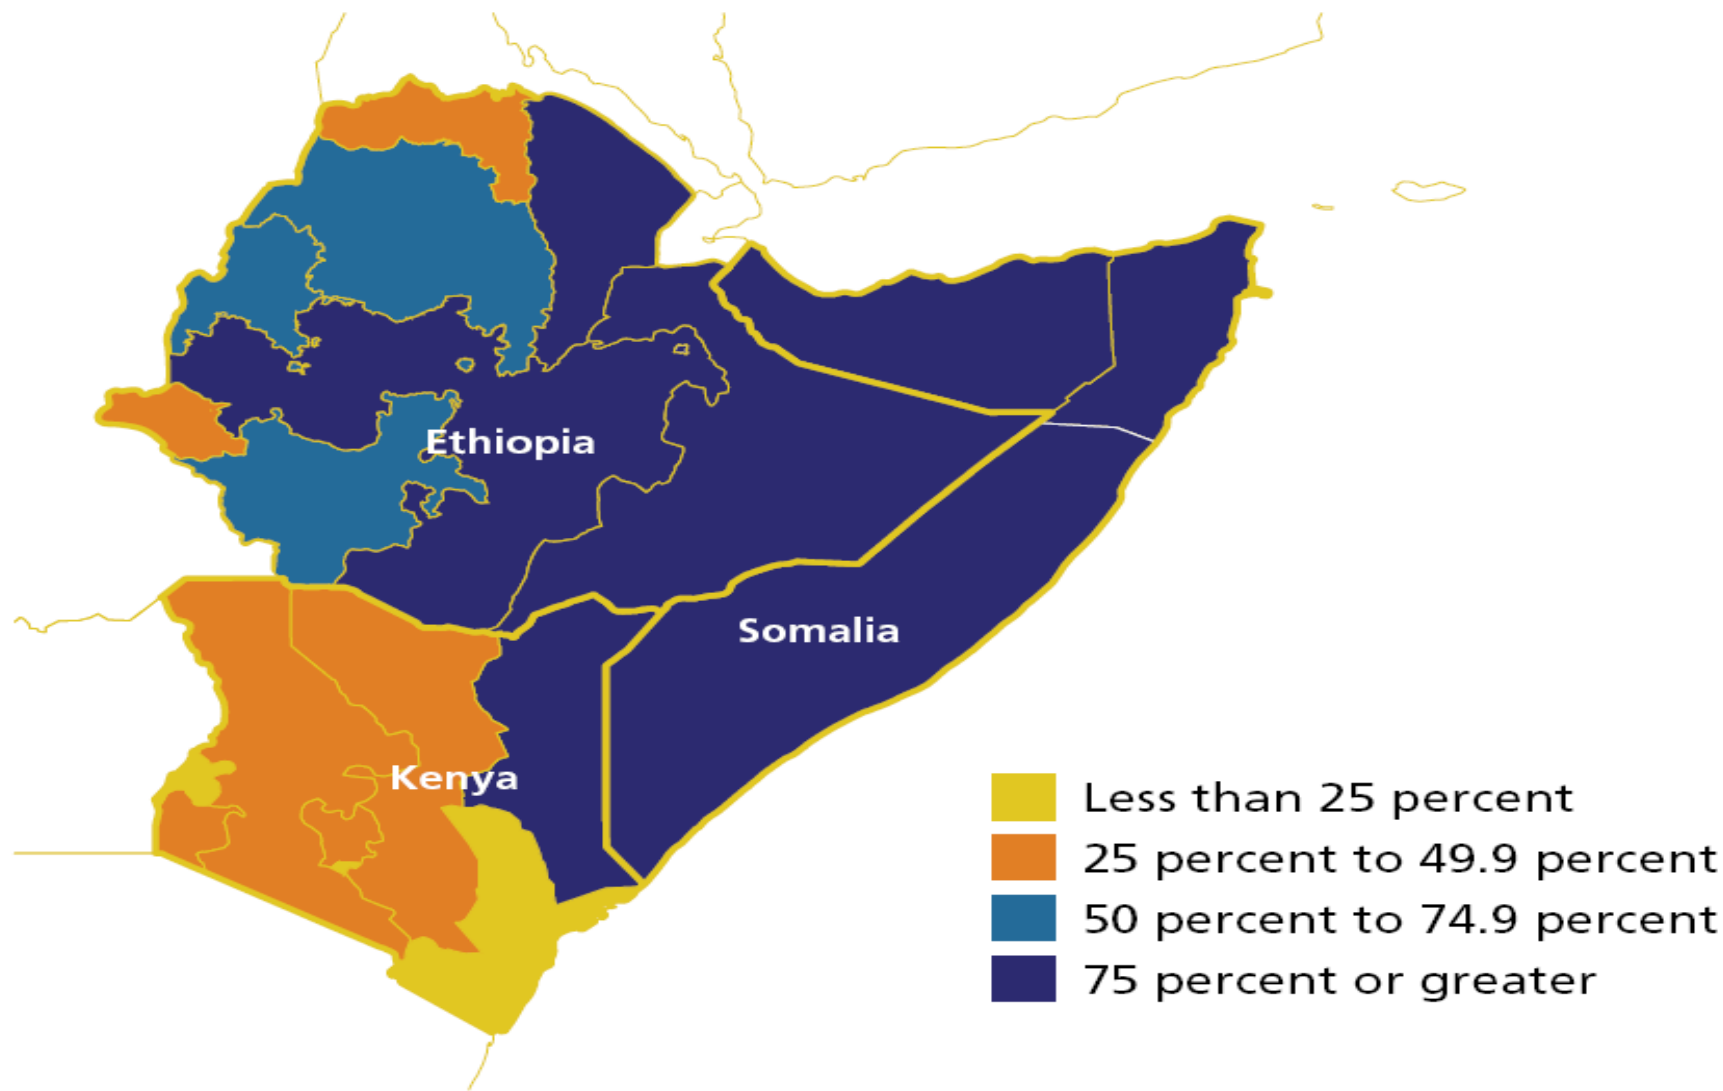 Ethiopia
Somalia
Kenya
Less than 25 percent
25 percent to 49.9 percent
50 percent to 74.9 percent
75 percent or greater